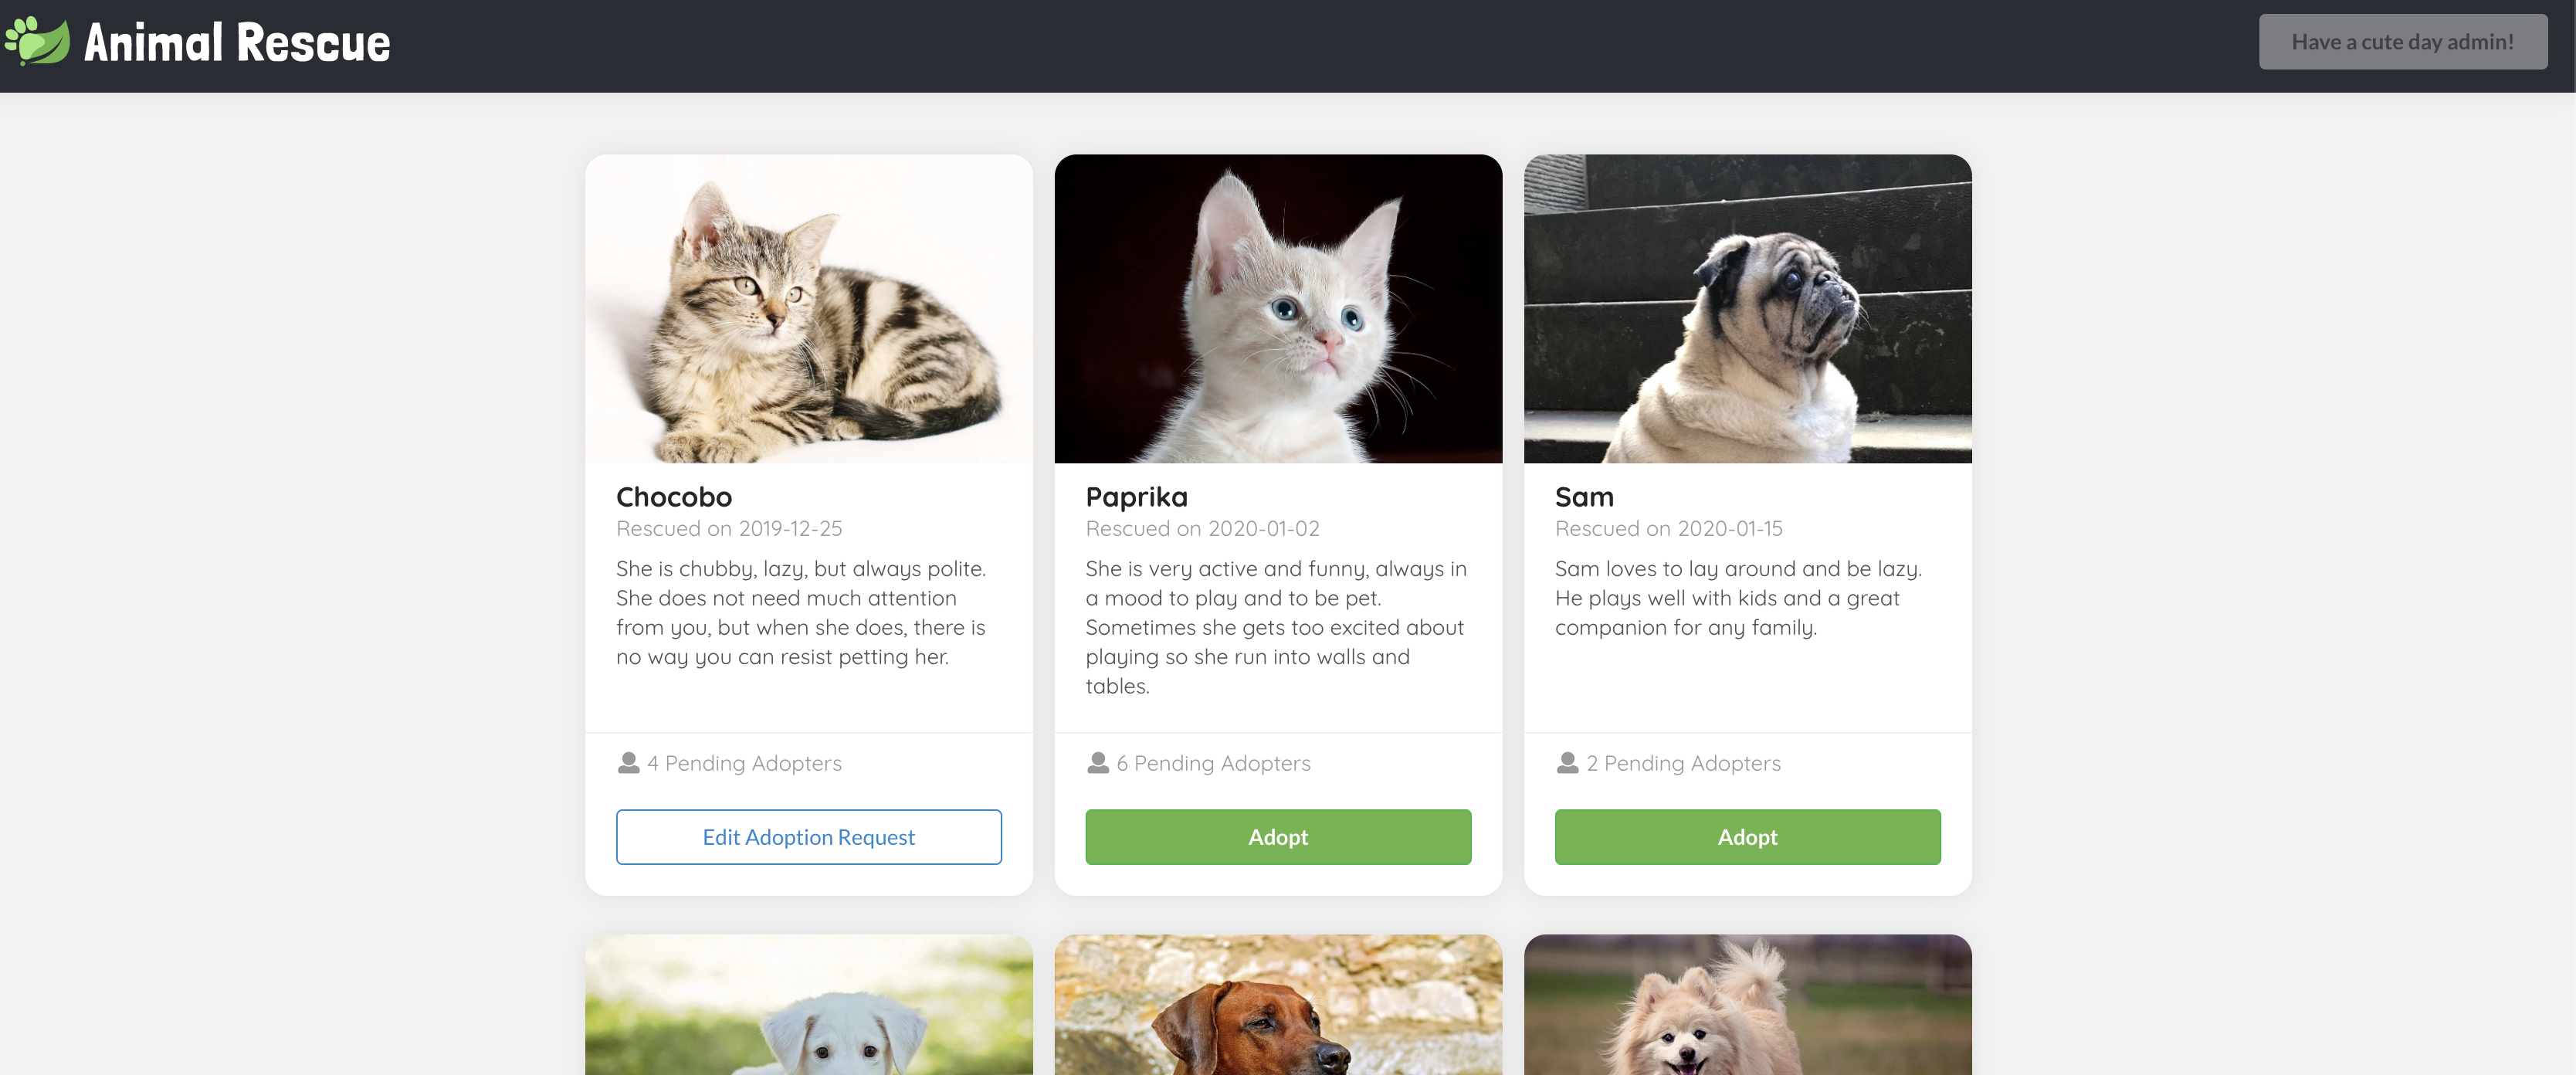 Animal Rescue
Have a cute day admin!
Chocobo
Rescued on 2019-12-25
She is chubby, lazy, but always polite.
She does not need much attention
from you, but when she does, there is
no way you can resist petting her.
4 Pending Adopters
Edit Adoption Request
Paprika
Rescued on 2020-01-02
She is very active and funny, always in
a mood to play and to be pet.
Sometimes she gets too excited about
playing so she run into walls and
tables.
6 Pending Adopters
Adopt
Sam
Rescued on 2020-01-15
Sam loves to lay around and be lazy.
He plays well with kids and a great
companion for any family.
2 Pending Adopters
Adopt